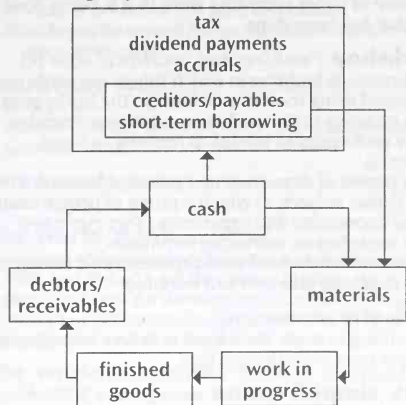 tax
dividend payments
accruals
creditors/payables
short-term borrowing
cash
debtors/
receivables
materials
finished
goods
work in
progress